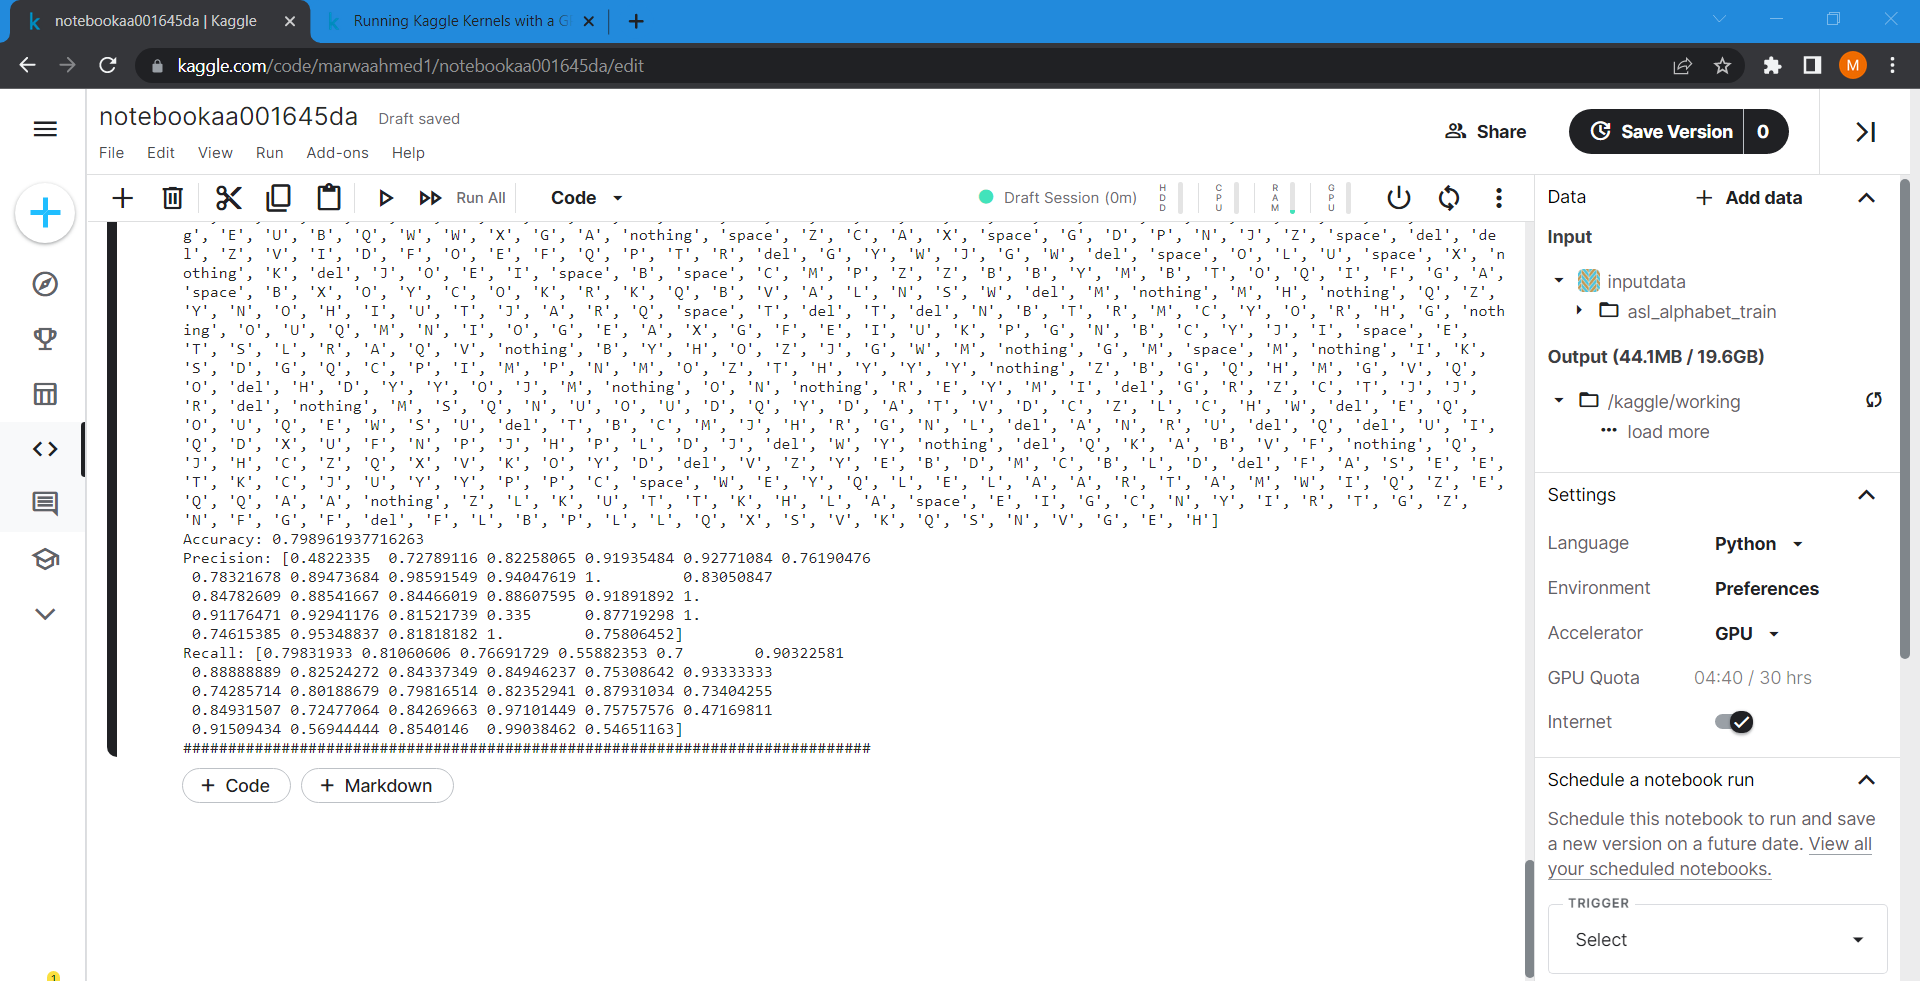 notebookaa001645da | Kaggle
Running Kaggle Kernels with a G
kaggle.com/code/marwaahmed1/notebookaa001645da/edit
M
notebookaa001645da
Draft saved
File Edit View Run Add-ons Help
Share
Save Version 0
Run All
Code
Draft Session (0m)
HDD
CPU
RAM
GPU
g', 'E', 'U', 'B', 'Q', 'W', 'W', 'X', 'G', 'A', 'nothing', 'space', 'Z', 'C', 'A', 'X', 'space', 'G', 'D', 'P', 'N', 'J', 'Z', 'space', 'del', 'de
l', 'Z', 'V', 'I', 'D', 'F', 'O', 'E', 'F', 'Q', 'P', 'T', 'R', 'del', 'G', 'Y', 'W', 'J', 'G', 'W', 'del', 'space', 'O', 'L', 'U', 'space', 'X', 'n
othing', 'K', 'del', 'J', 'O', 'E', 'I', 'space', 'B', 'space', 'C', 'M', 'P', 'Z', 'Z', 'B', 'B', 'Y', 'M', 'B', 'T', 'O', 'Q', 'I', 'F', 'G', 'A',
'space', 'B', 'X', 'O', 'Y', 'C', 'O', 'K', 'R', 'K', 'Q', 'B', 'V', 'A', 'L', 'N', 'S', 'W', 'del', 'M', 'nothing', 'M', 'H', 'nothing', 'Q', 'Z',
'Y', 'N', 'O', 'H', 'I', 'U', 'T', 'J', 'A', 'R', 'Q', 'space', 'T', 'del', 'T', 'del', 'N', 'B', 'T', 'R', 'M', 'C', 'Y', 'O', 'R', 'H', 'G', 'noth
ing', 'O', 'U', 'Q', 'M', 'N', 'I', 'O', 'G', 'E', 'A', 'X', 'G', 'F', 'E', 'I', 'U', 'K', 'P', 'G', 'N', 'B', 'C', 'Y', 'J', 'I', 'space', 'E',
'T', 'S', 'L', 'R', 'A', 'Q', 'V', 'nothing', 'B', 'Y', 'H', 'O', 'Z', 'J', 'G', 'W', 'M', 'nothing', 'G', 'M', 'space', 'M', 'nothing', 'I', 'K',
'S', 'D', 'G', 'Q', 'C', 'P', 'I', 'M', 'P', 'N', 'M', 'O', 'Z', 'T', 'H', 'Y', 'Y', 'Y', 'nothing', 'Z', 'B', 'G', 'Q', 'H', 'M', 'G', 'V', 'Q',
'O', 'del', 'H', 'D', 'Y', 'Y', 'O', 'J', 'M', 'nothing', 'O', 'N', 'nothing', 'R', 'E', 'Y', 'M', 'I', 'del', 'G', 'R', 'Z', 'C', 'T', 'J', 'J',
'R', 'del', 'nothing', 'M', 'S', 'Q', 'N', 'U', 'O', 'U', 'D', 'Q', 'Y', 'D', 'A', 'T', 'V', 'D', 'C', 'Z', 'L', 'C', 'H', 'W', 'del', 'E', 'Q',
'O', 'U', 'Q', 'E', 'W', 'S', 'U', 'del', 'T', 'B', 'C', 'M', 'J', 'H', 'R', 'G', 'N', 'L', 'del', 'A', 'N', 'R', 'U', 'del', 'Q', 'del', 'U', 'I',
'Q', 'D', 'X', 'U', 'F', 'N', 'P', 'J', 'H', 'P', 'L', 'D', 'J', 'del', 'W', 'Y', 'nothing', 'del', 'Q', 'K', 'A', 'B', 'V', 'F', 'nothing', 'Q',
'J', 'H', 'C', 'Z', 'Q', 'X', 'V', 'K', 'O', 'Y', 'D', 'del', 'V', 'Z', 'Y', 'E', 'B', 'D', 'M', 'C', 'B', 'L', 'D', 'del', 'F', 'A', 'S', 'E', 'E',
'T', 'K', 'C', 'J', 'U', 'Y', 'Y', 'P', 'P', 'C', 'space', 'W', 'E', 'Y', 'Q', 'L', 'E', 'L', 'A', 'A', 'R', 'T', 'A', 'M', 'W', 'I', 'Q', 'Z', 'E',
'Q', 'Q', 'A', 'A', 'nothing', 'Z', 'L', 'K', 'U', 'T', 'T', 'K', 'H', 'L', 'A', 'space', 'E', 'I', 'G', 'C', 'N', 'Y', 'I', 'R', 'T', 'G', 'Z',
'N', 'F', 'G', 'F', 'del', 'F', 'L', 'B', 'P', 'L', 'L', 'Q', 'X', 'S', 'V', 'K', 'Q', 'S', 'N', 'V', 'G', 'E', 'H']
Accuracy: 0.798961937716263
Precision: [0.4822335 0.72789116 0.82258065 0.91935484 0.92771084 0.76190476
0.78321678 0.89473684 0.98591549 0.94047619 1. 0.83050847
0.84782609 0.88541667 0.84466019 0.88607595 0.91891892 1.
0.91176471 0.92941176 0.81521739 0.335 0.87719298 1.
0.74615385 0.95348837 0.81818182 1. 0.75806452]
Recall: [0.79831933 0.81060606 0.76691729 0.55882353 0.7 0.90322581
0.88888889 0.82524272 0.84337349 0.84946237 0.75308642 0.93333333
0.74285714 0.80188679 0.79816514 0.82352941 0.87931034 0.73404255
0.84931507 0.72477064 0.84269663 0.97101449 0.75757576 0.47169811
0.91509434 0.56944444 0.8540146 0.99038462 0.54651163]
############################################################################
+ Code
+ Markdown
Data
+ Add data
Input
inputdata
asl_alphabet_train
Output (44.1MB / 19.6GB)
/kaggle/working
load more
Settings
Language Python
Environment Preferences
Accelerator GPU
GPU Quota 04:40 / 30 hrs
Internet
Schedule a notebook run
Schedule this notebook to run and save
a new version on a future date. View all
your scheduled notebooks.
TRIGGER
Select
1